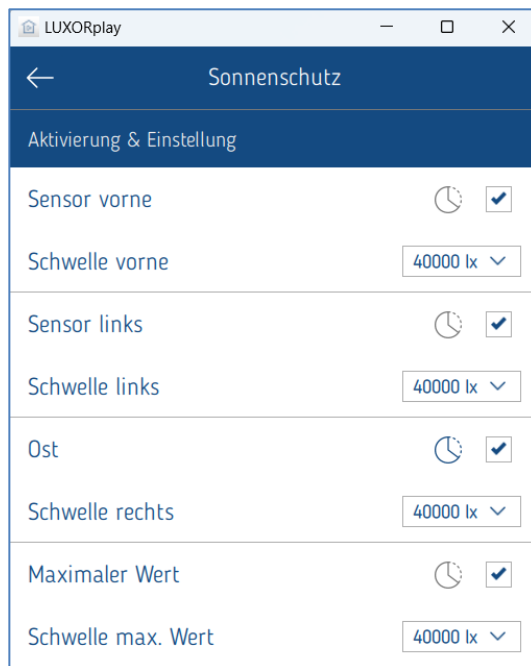 LUXORplay
Sonnenschutz
Aktivierung & Einstellung
Sensor vorne
Schwelle vorne 40000 lx
Sensor links
Schwelle links 40000 lx
Ost
Schwelle rechts 40000 lx
Maximaler Wert
Schwelle max. Wert 40000 lx